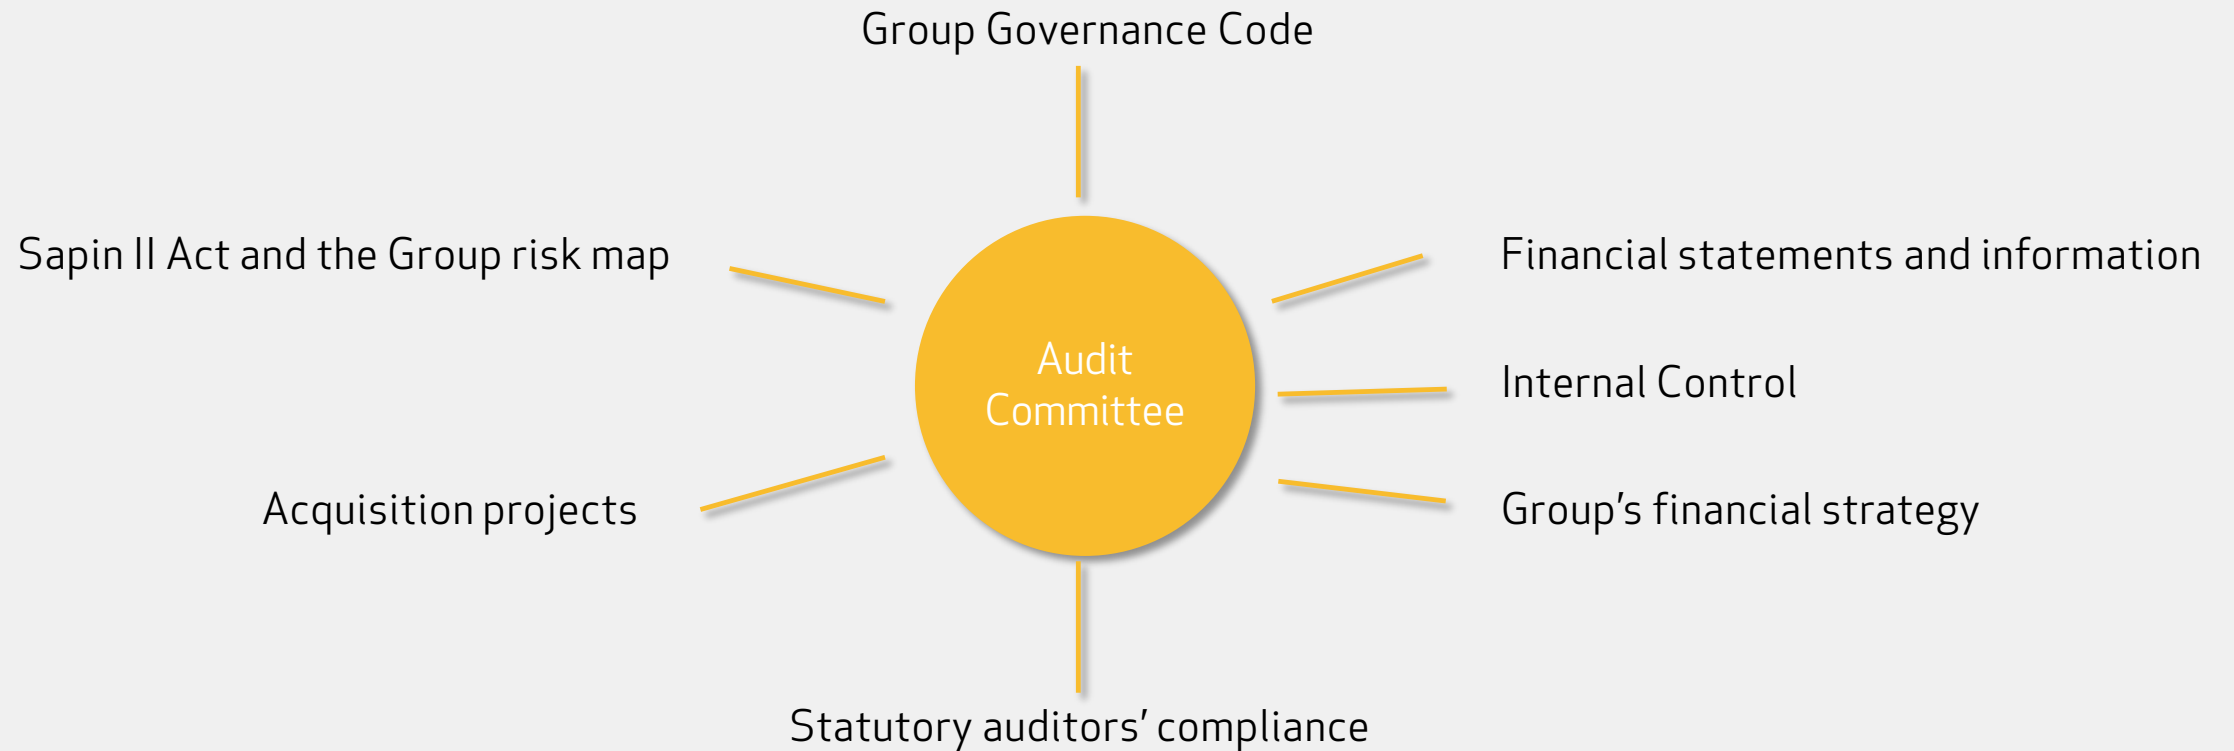 Group Governance Code
Sapin II Act and the Group risk map
Financial statements and information
Audit
Committee
Internal Control
Acquisition projects
Group’s financial strategy
Statutory auditors’ compliance